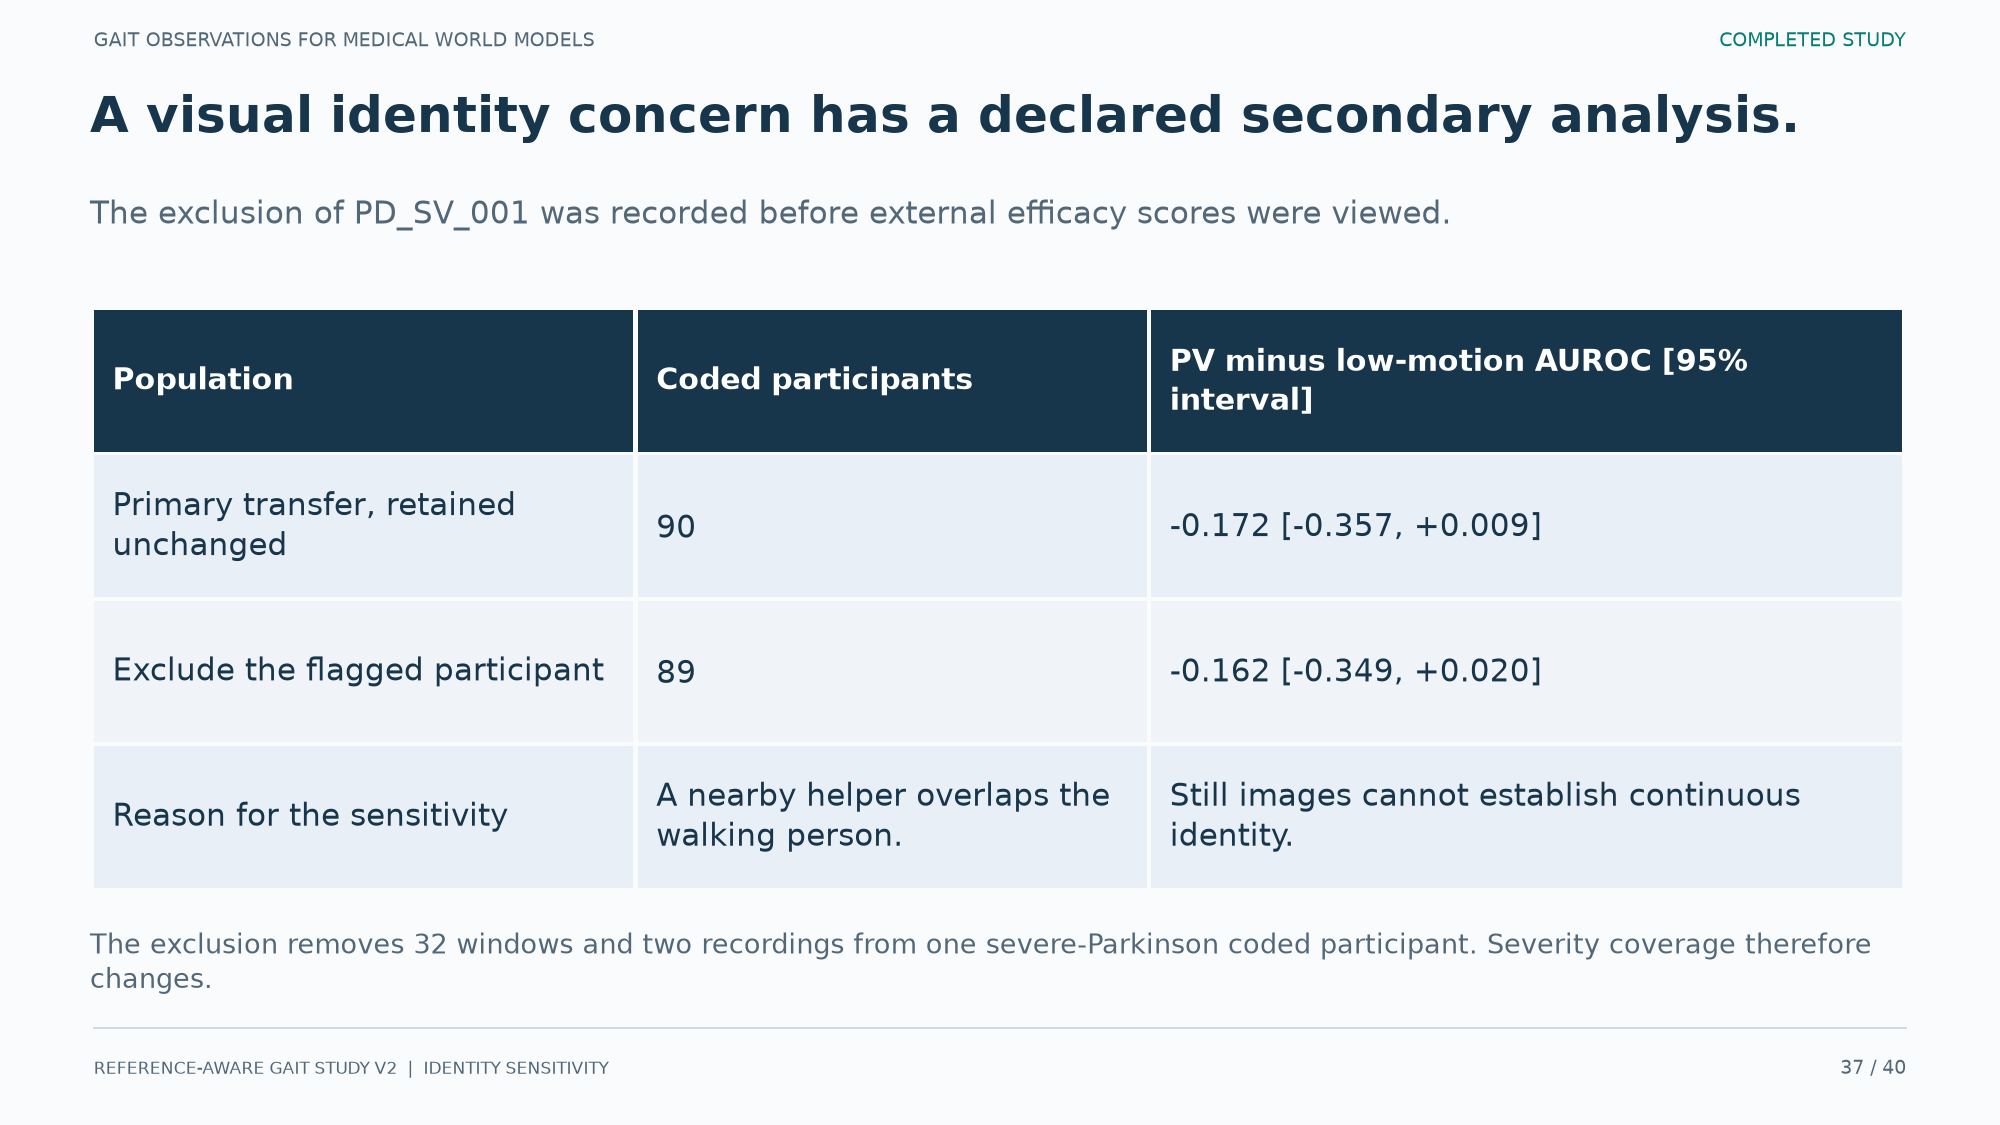 GAIT OBSERVATIONS FOR MEDICAL WORLD MODELS
COMPLETED STUDY
A visual identity concern has a declared secondary analysis.
The exclusion of PD_SV_001 was recorded before external efficacy scores were viewed.
Population
Coded participants
PV minus low-motion AUROC [95%
interval]
Primary transfer, retained
unchanged
90
-0.172 [-0.357, +0.009]
Exclude the flagged participant
89
-0.162 [-0.349, +0.020]
Reason for the sensitivity
A nearby helper overlaps the
walking person.
Still images cannot establish continuous
identity.
The exclusion removes 32 windows and two recordings from one severe-Parkinson coded participant. Severity coverage therefore
changes.
REFERENCE-AWARE GAIT STUDY V2 | IDENTITY SENSITIVITY
37 / 40